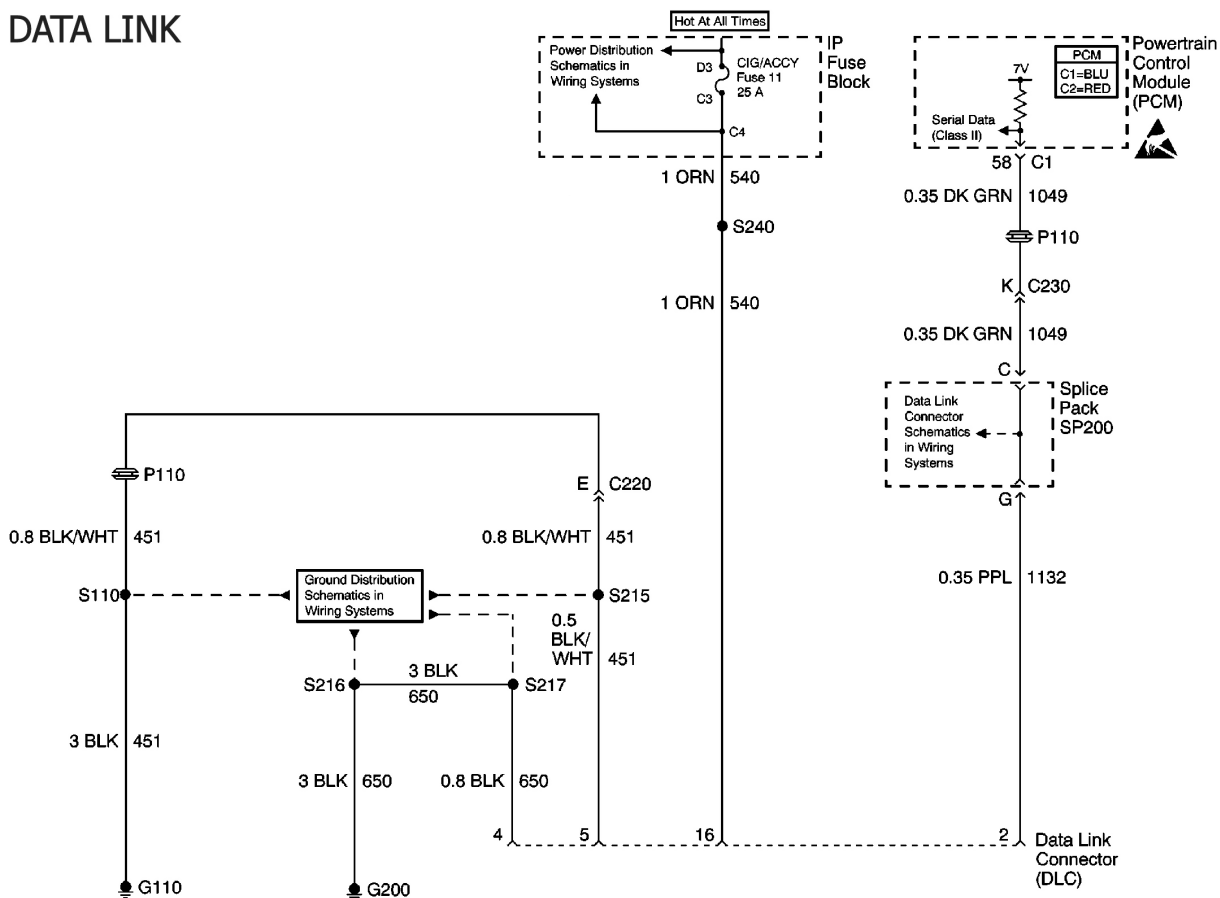 DATA LINK
Hot At All Times
Power Distribution
Schematics in
Wiring Systems
D3
C3
CIG/ACCY
Fuse 11
25 A
C4
IP
Fuse
Block
7V
PCM
C1=BLU
C2=RED
Serial Data
(Class II)
Powertrain
Control
Module
(PCM)
58 C1
1 ORN 540
0.35 DK GRN 1049
S240
P110
K C230
1 ORN 540
0.35 DK GRN 1049
C
Data Link
Connector
Schematics
in Wiring
Systems
Splice
Pack
SP200
G
P110
E C220
0.8 BLK/WHT 451
0.8 BLK/WHT 451
0.35 PPL 1132
S110
Ground Distribution
Schematics in
Wiring Systems
S215
0.5
BLK/
WHT 451
S216
3 BLK
650
S217
3 BLK 451
3 BLK 650
0.8 BLK 650
4
5
16
2
Data Link
Connector
(DLC)
G110
G200